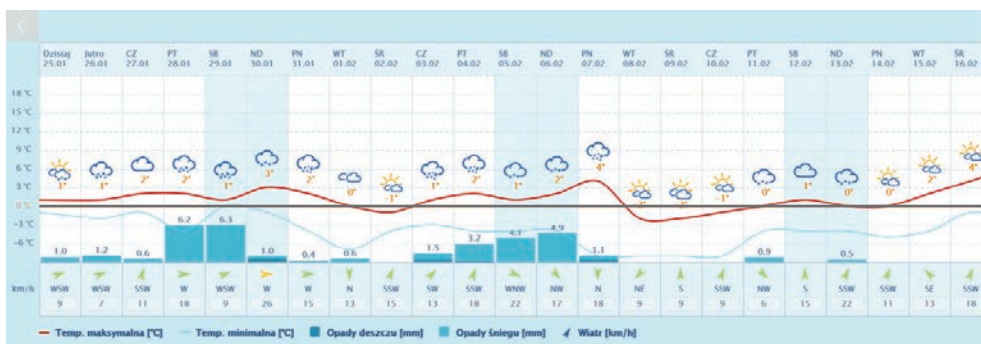 Dzisiaj Jutro CZ PT SB ND PN WT ŚR CZ PT SB ND PN WT ŚR CZ PT SB ND PN WT ŚR
25.01 26.01 27.01 28.01 29.01 30.01 31.01 01.02 02.02 03.02 04.02 05.02 06.02 07.02 08.02 09.02 10.02 11.02 12.02 13.02 14.02 15.02 16.02
18 °C
15 °C
12 °C
9 °C
6 °C
3 °C
0 °C
-3 °C
-6 °C
1° 1° 2° 2° 1° 3° 2° 0° -1° 1° 2° 1° 2° 4° -1° 0° 1° 0° 0° 2° 4°
1.0 1.2 0.6 6.2 6.3 1.0 0.4 0.6 1.5 3.2 4.1 4.9 1.1 0.9 0.5
km/h WSW WSW SSW W WSW W W N SSW SW SSW WNW NW N NE S SSW NW S SSW SSW SE SSW
9 7 11 18 9 26 15 13 15 13 18 22 17 18 9 9 9 6 15 22 11 13 18
Temp. maksymalna [°C] Temp. minimalna [°C] Opady deszczu [mm] Opady śniegu [mm] Wiatr [km/h]